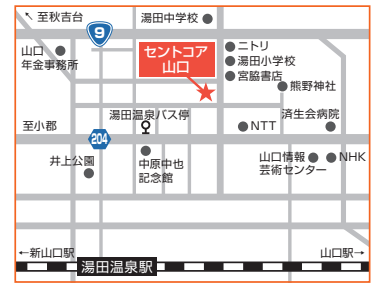 至秋吉台
湯田中学校
9
セントコア
山口
ニトリ
湯田小学校
宮脇書店
山口
年金事務所
熊野神社
湯田温泉バス停
済生会病院
至小郡
204
NTT
井上公園
中原中也
記念館
山口情報
芸術センター
NHK
←新山口駅
山口駅→
湯田温泉駅